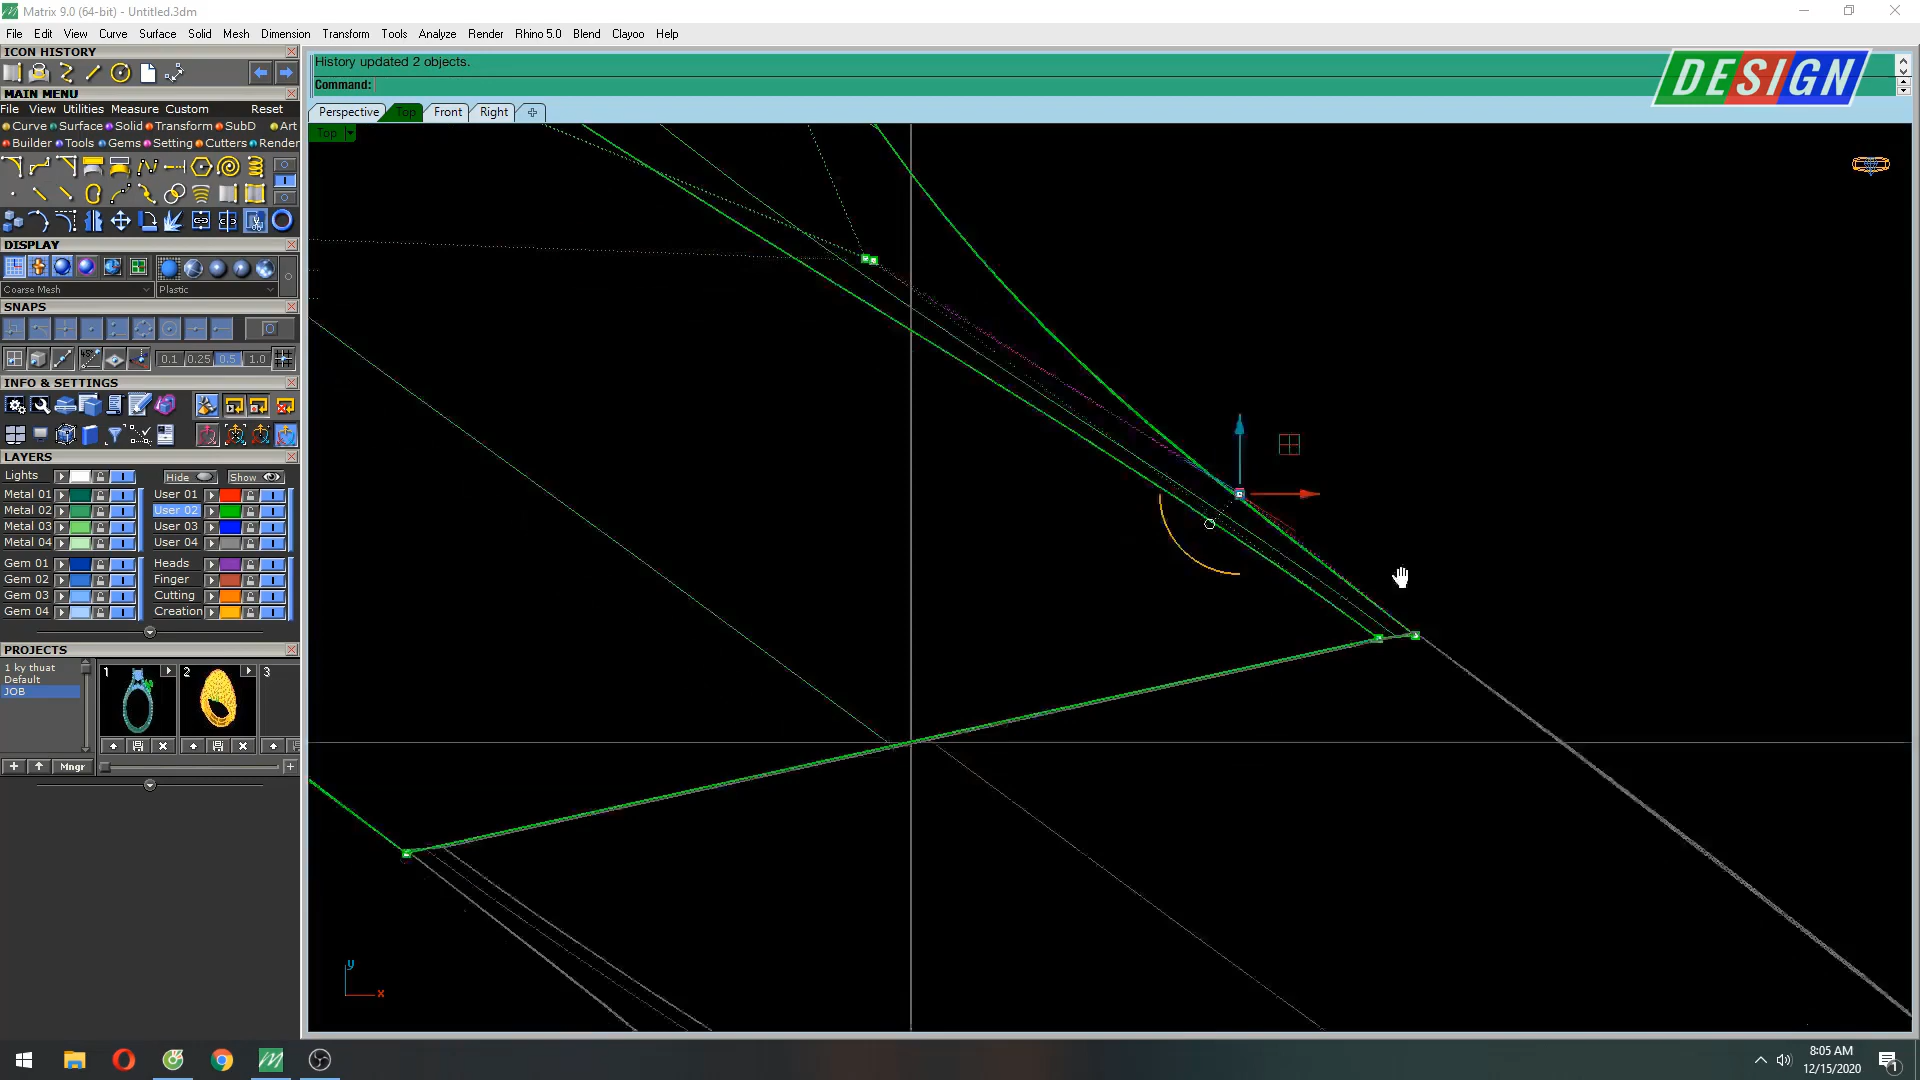 Matrix 9.0 (64-bit) - Untitled.3dm
File Edit View Curve Surface Solid Mesh Dimension Transform Tools Analyze Render Rhino 5.0 Blend Clayoo Help
ICON HISTORY
History updated 2 objects.
Command:
DESIGN
MAIN MENU
File View Utilities Measure Custom Reset
Curve Surface Solid Transform SubD Art
Builder Tools Gems Setting Cutters Render
Perspective Top Front Right
Top
DISPLAY
Coarse Mesh Plastic
SNAPS
0.1 0.25 0.5 1.0
INFO & SETTINGS
LAYERS
Lights Hide Show
Metal 01 User 01
Metal 02 User 02
Metal 03 User 03
Metal 04 User 04
Gem 01 Heads
Gem 02 Finger
Gem 03 Cutting
Gem 04 Creation
PROJECTS
1 ky thuat
Default
JOB
1 2 3
Mngr
y
x
8:05 AM
12/15/2020
1